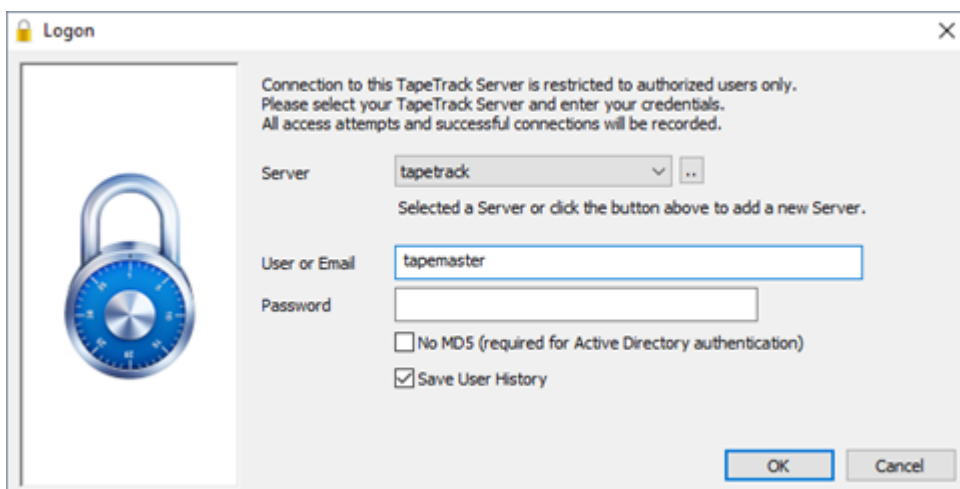 Logon
Connection to this TapeTrack Server is restricted to authorized users only.
Please select your TapeTrack Server and enter your credentials.
All access attempts and successful connections will be recorded.
Server
tapetrack
..
Selected a Server or click the button above to add a new Server.
User or Email
tapemaster
Password
No MD5 (required for Active Directory authentication)
Save User History
OK
Cancel